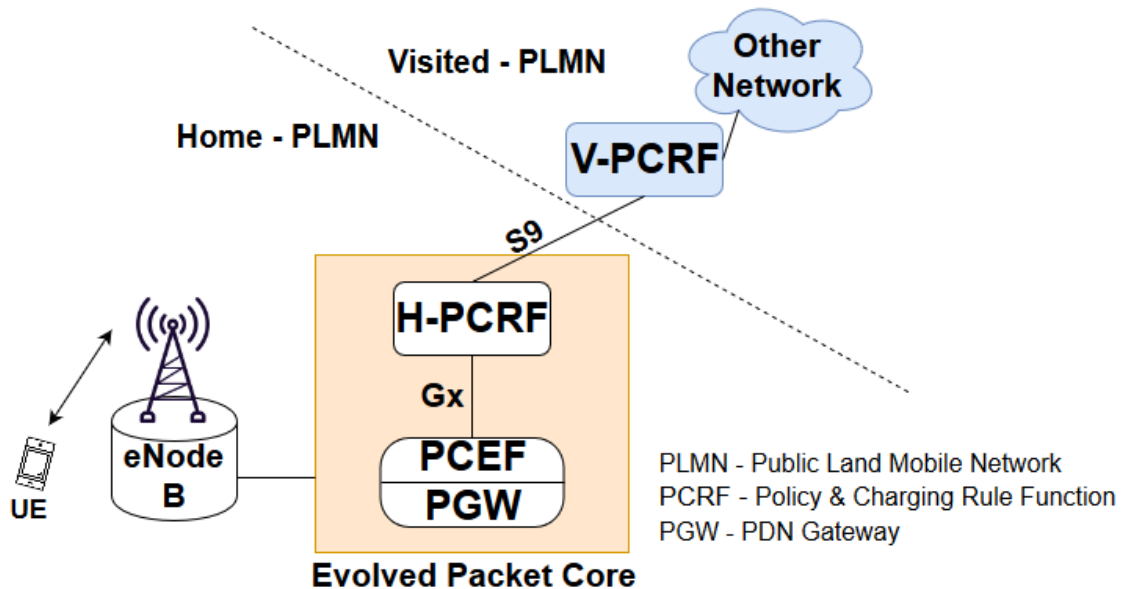 Visited - PLMN
Other
Network
Home - PLMN
V-PCRF
S9
H-PCRF
Gx
eNode
B
PCEF
PGW
UE
PLMN - Public Land Mobile Network
PCRF - Policy & Charging Rule Function
PGW - PDN Gateway
Evolved Packet Core